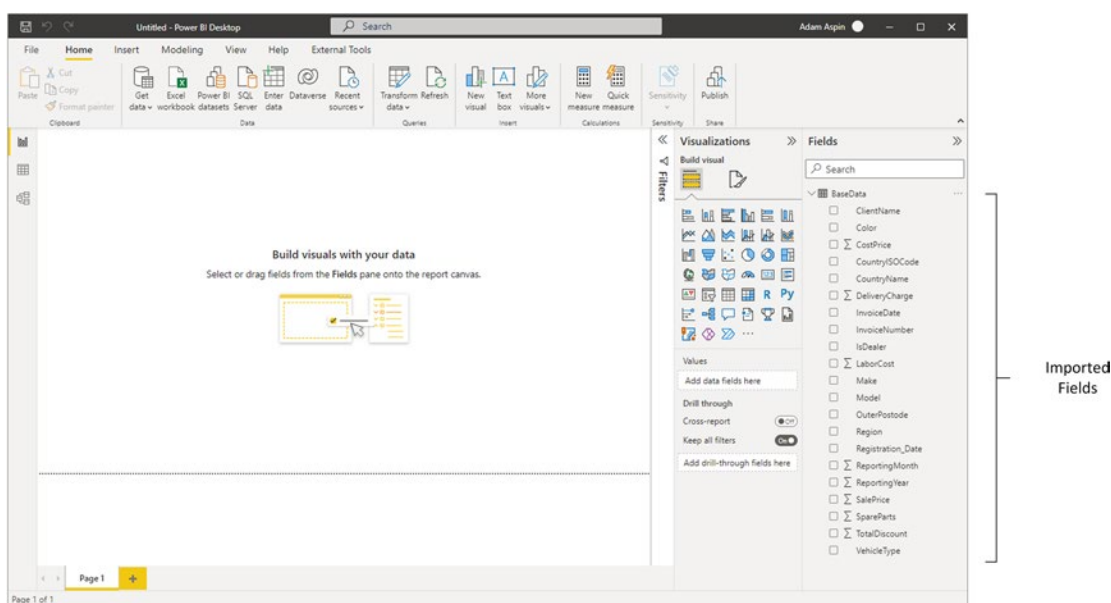 Untitled - Power BI Desktop
Search
Adam Aspin
File Home Insert Modeling View Help External Tools
Paste
Cut
Copy
Format painter
Get data
Excel workbook
Power BI datasets
SQL Server
Enter data
Dataverse
Recent sources
Transform data
Refresh
New visual
Text box
More visuals
New measure
Quick measure
Sensitivity
Publish
Clipboard Data Queries Insert Calculations Sensitivity Share
Filters
Visualizations
Build visual
R Py
Values
Add data fields here
Drill through
Cross-report
Off
Keep all filters
On
Add drill-through fields here
Fields
Search
BaseData
ClientName
Color
∑ CostPrice
CountryISOCode
CountryName
∑ DeliveryCharge
InvoiceDate
InvoiceNumber
IsDealer
∑ LaborCost
Make
Model
OuterPostode
Region
Registration_Date
∑ ReportingMonth
∑ ReportingYear
∑ SalePrice
∑ SpareParts
∑ TotalDiscount
VehicleType
Build visuals with your data
Select or drag fields from the Fields pane onto the report canvas.
Page 1
Page 1 of 1
Imported
Fields